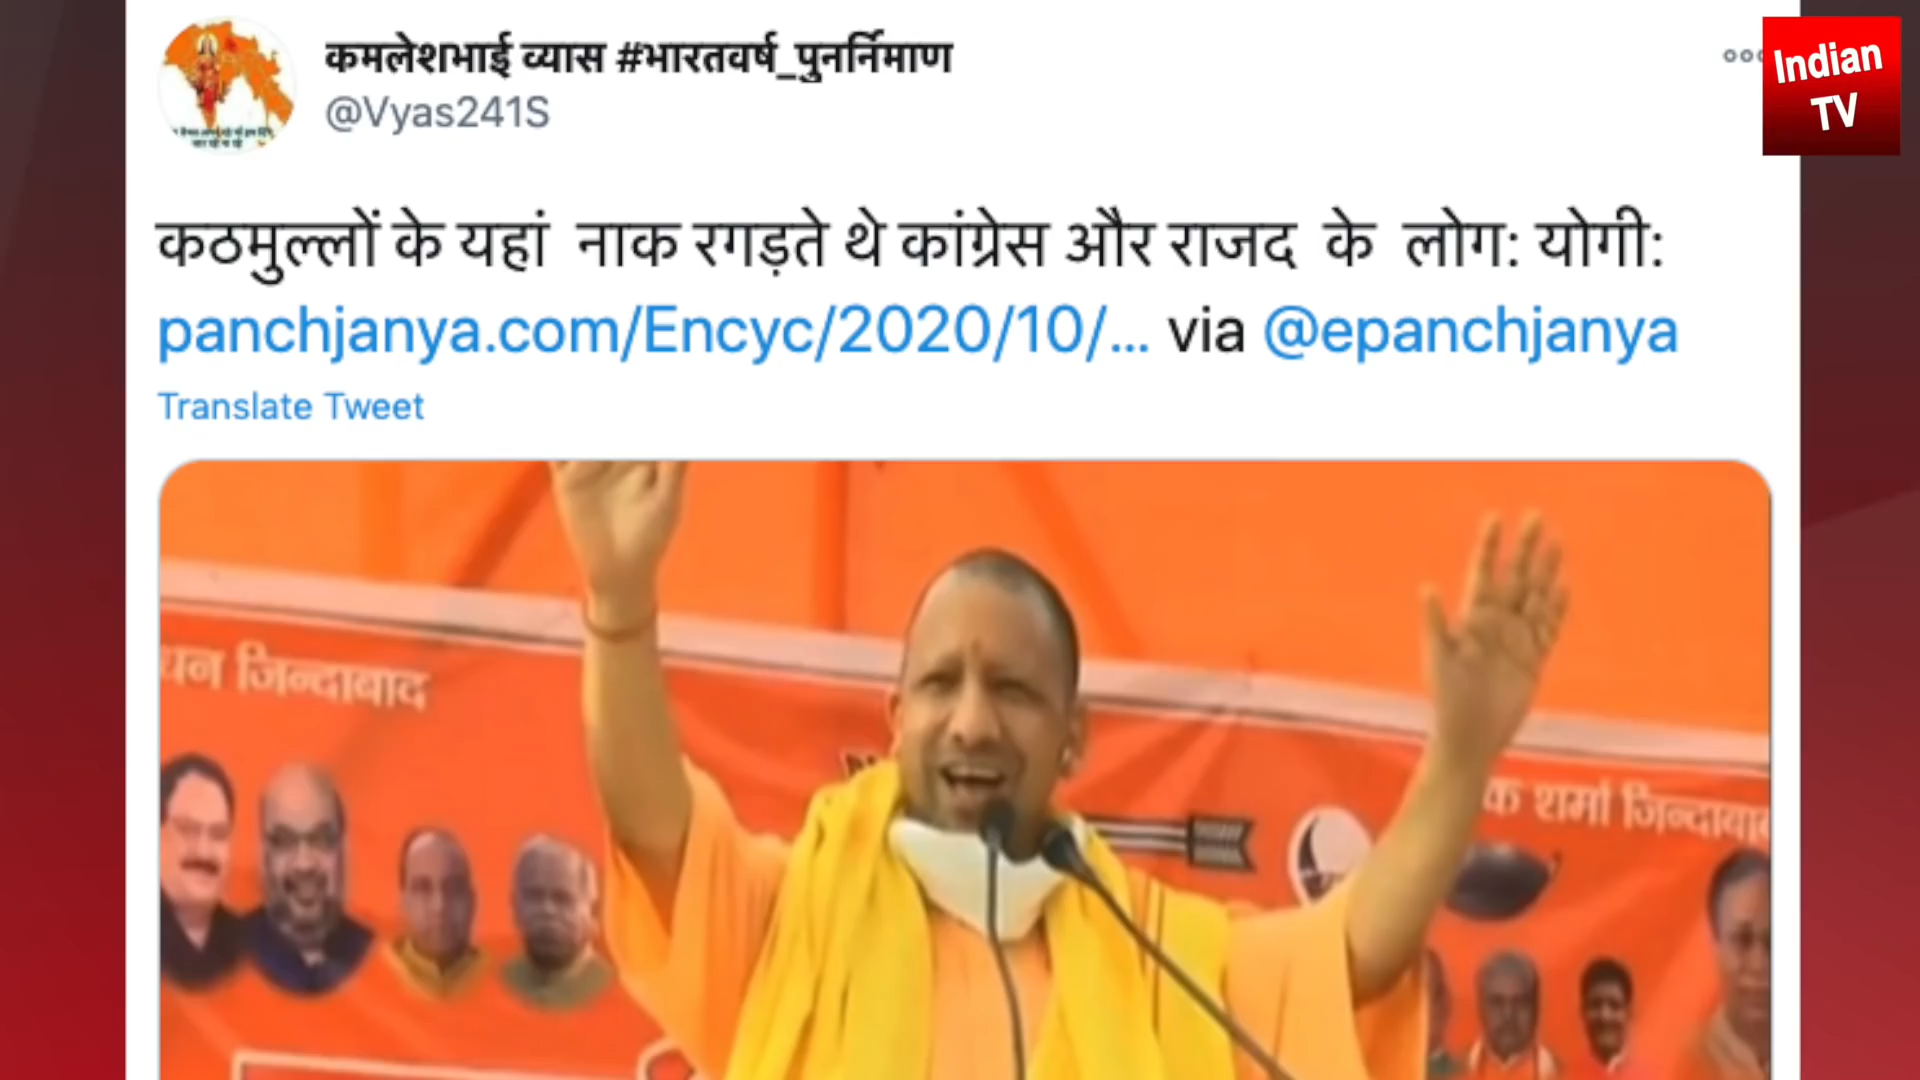 कमलेशभाई व्यास #भारतवर्ष_पुनर्निमाण
@Vyas241S
Indian
TV
कठमुल्लों के यहां नाक रगड़ते थे कांग्रेस और राजद के लोग: योगी:
panchjanya.com/Encyc/2020/10/... via @epanchjanya
Translate Tweet
धन जिन्दाबाद
क शर्मा जिन्दाबाद